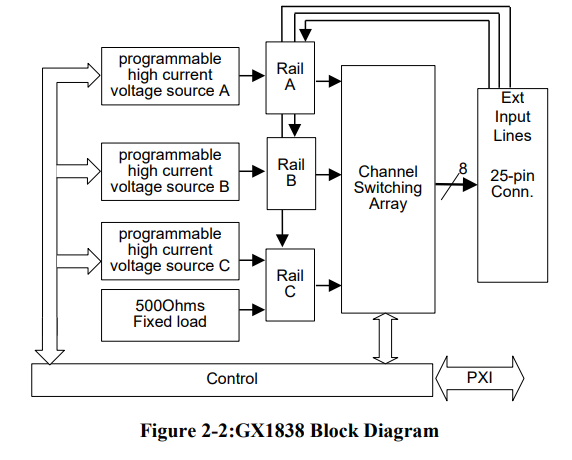 programmable
high current
voltage source A
Rail
A
Ext
Input
Lines
25-pin
Conn.
programmable
high current
voltage source B
Rail
B
Channel
Switching
Array
8
programmable
high current
voltage source C
Rail
C
500Ohms
Fixed load
Control
PXI
Figure 2-2:GX1838 Block Diagram